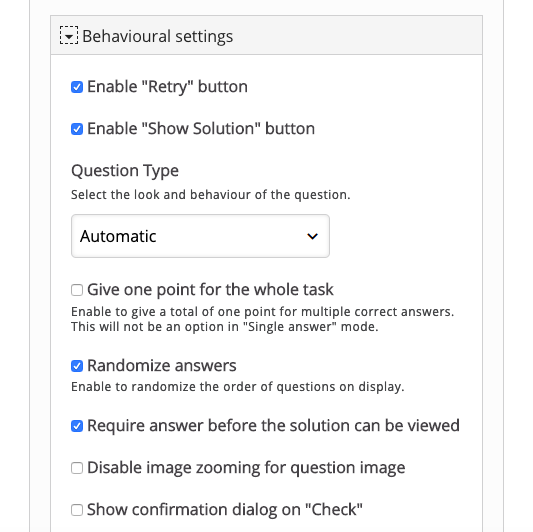 Behavioural settings
Enable "Retry" button
Enable "Show Solution" button
Question Type
Select the look and behaviour of the question.
Automatic
Give one point for the whole task
Enable to give a total of one point for multiple correct answers.
This will not be an option in "Single answer" mode.
Randomize answers
Enable to randomize the order of questions on display.
Require answer before the solution can be viewed
Disable image zooming for question image
Show confirmation dialog on "Check"